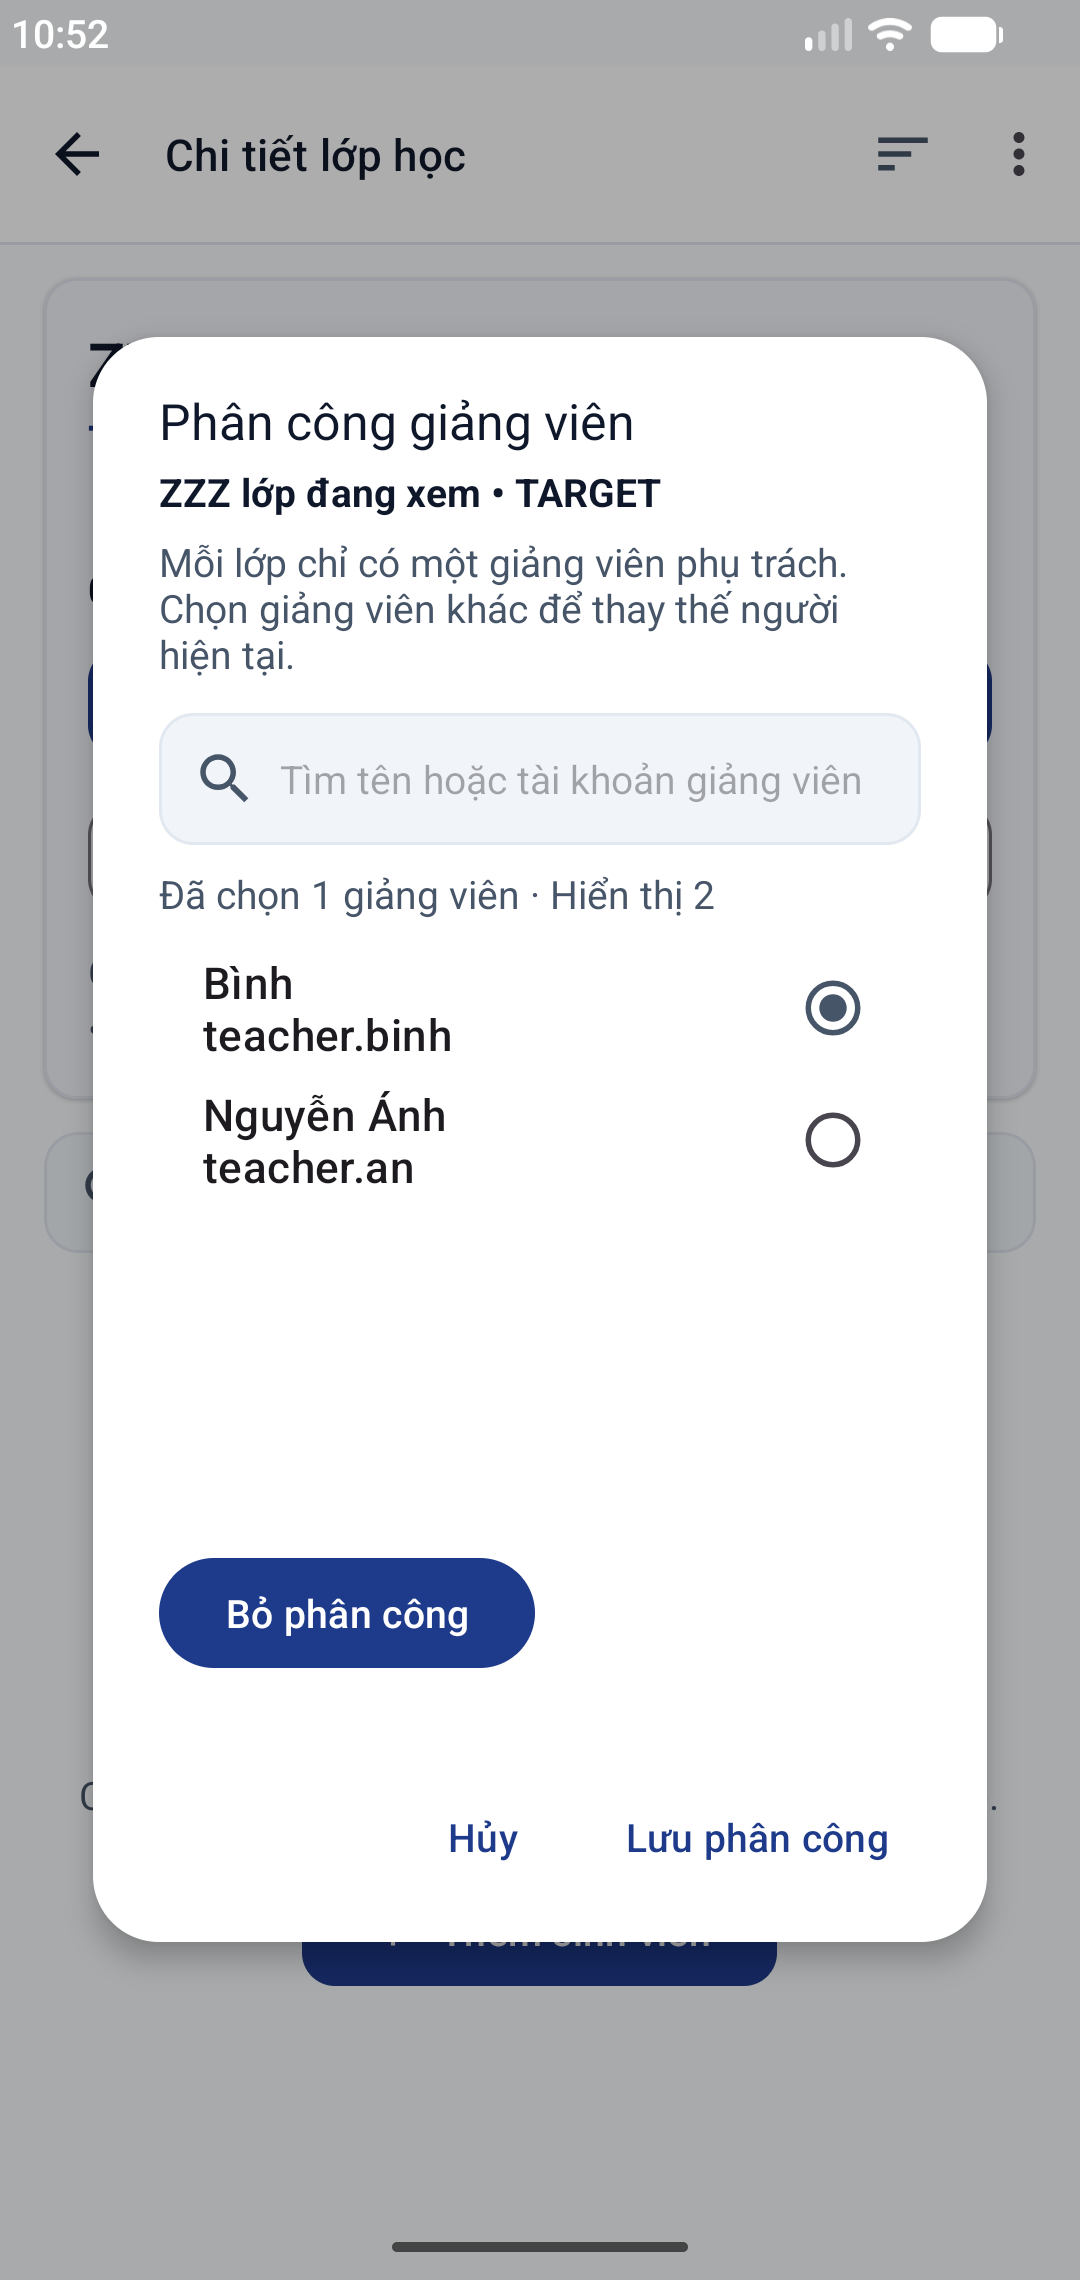 10:52
Chi tiết lớp học
Phân công giảng viên
ZZZ lớp đang xem • TARGET
Mỗi lớp chỉ có một giảng viên phụ trách.
Chọn giảng viên khác để thay thế người
hiện tại.
Tìm tên hoặc tài khoản giảng viên
Đã chọn 1 giảng viên · Hiển thị 2
Bình
teacher.binh
Nguyễn Ánh
teacher.an
Bỏ phân công
Hủy
Lưu phân công